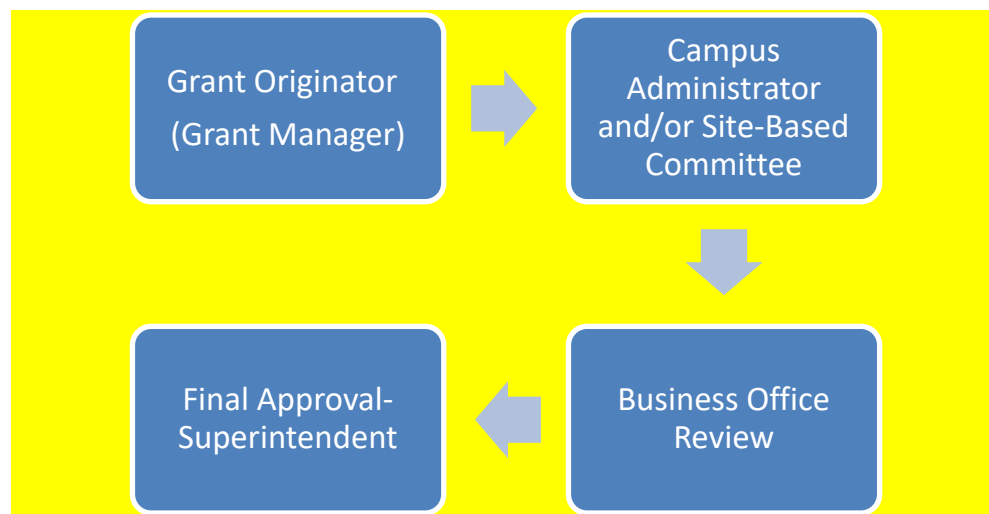 Grant Originator
(Grant Manager)
Campus
Administrator
and/or Site-Based
Committee
Business Office
Review
Final Approval-
Superintendent